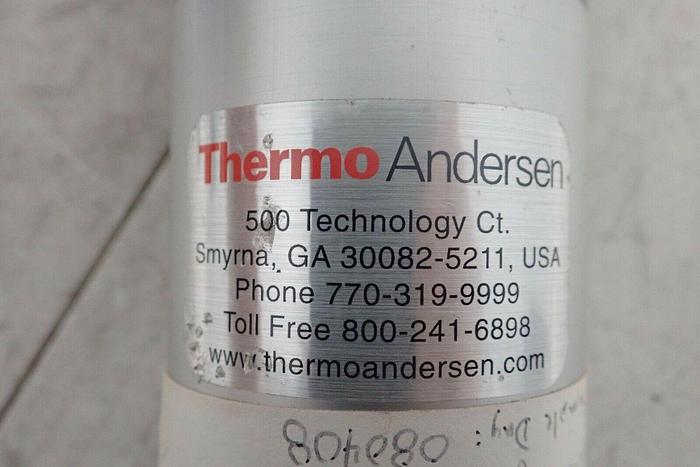 Thermo Andersen
500 Technology Ct.
Smyrna, GA 30082-5211, USA
Phone 770-319-9999
Toll Free 800-241-6898
www.thermoandersen.com
080408